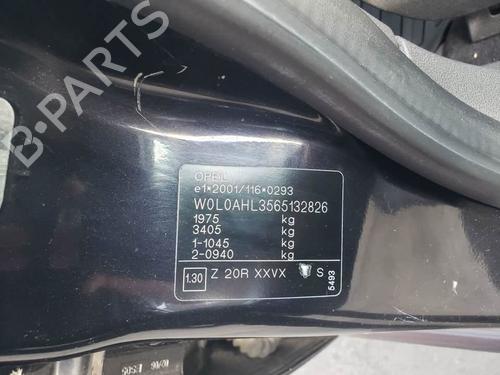 B-PARTS
OPEL
e1*2001/116*0293
W0L0AHL3565132826
1975 kg
3405 kg
1-1045 kg
2-0940 kg
1.30 Z 20R XXVX S
5493